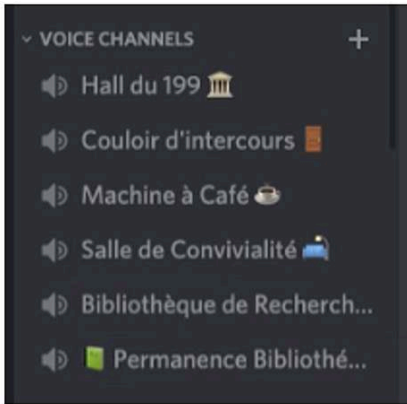 VOICE CHANNELS
Hall du 199 🏛️
Couloir d'intercours 🚪
Machine à Café ☕
Salle de Convivialité 🛋️
Bibliothèque de Recherch...
📗 Permanence Bibliothé...